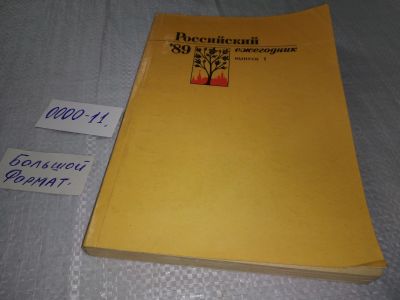 Российский
'89 ежегодник
выпуск 1
0000-11,
Большой
Формат.